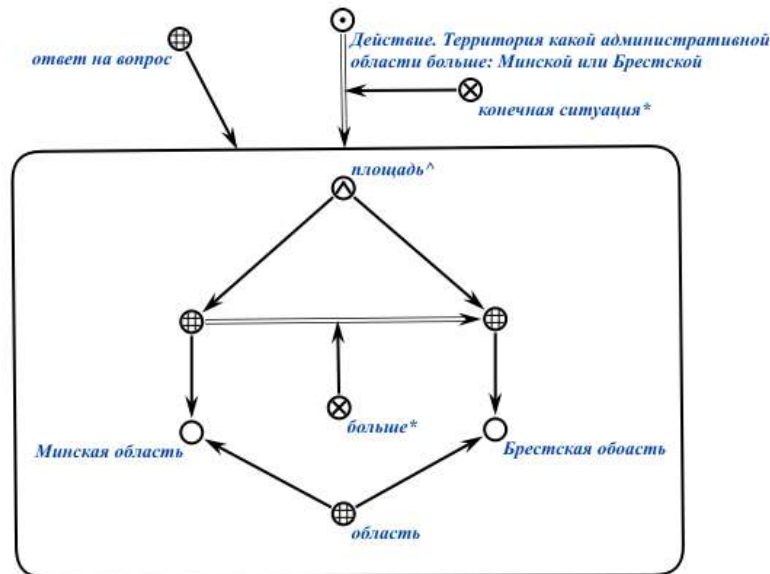 ответ на вопрос
Действие. Территория какой административной
области больше: Минской или Брестской
конечная ситуация*
площадь^
больше*
Минская область
Брестская обоасть
область